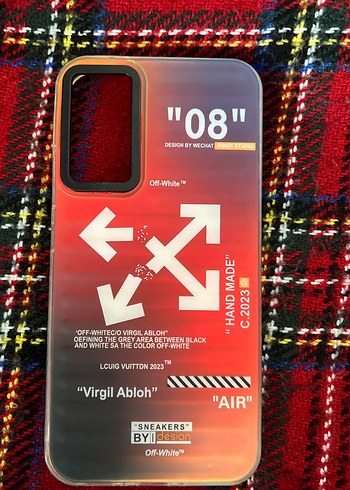 "08"
DESIGN BY WECHAT
Off-White™
" HAND MADE"
C.2023
"OFF-WHITEC/O VIRGIL ABLOH"
OEFINING THE GREY AREA BETWEEN BLACK
AND WHITE SA THE COLOR OFF-WHITE
LCUIG VUITTDN 2023™
"Virgil Abloh"
"AIR"
"SNEAKERS"
BY design
Off-White™